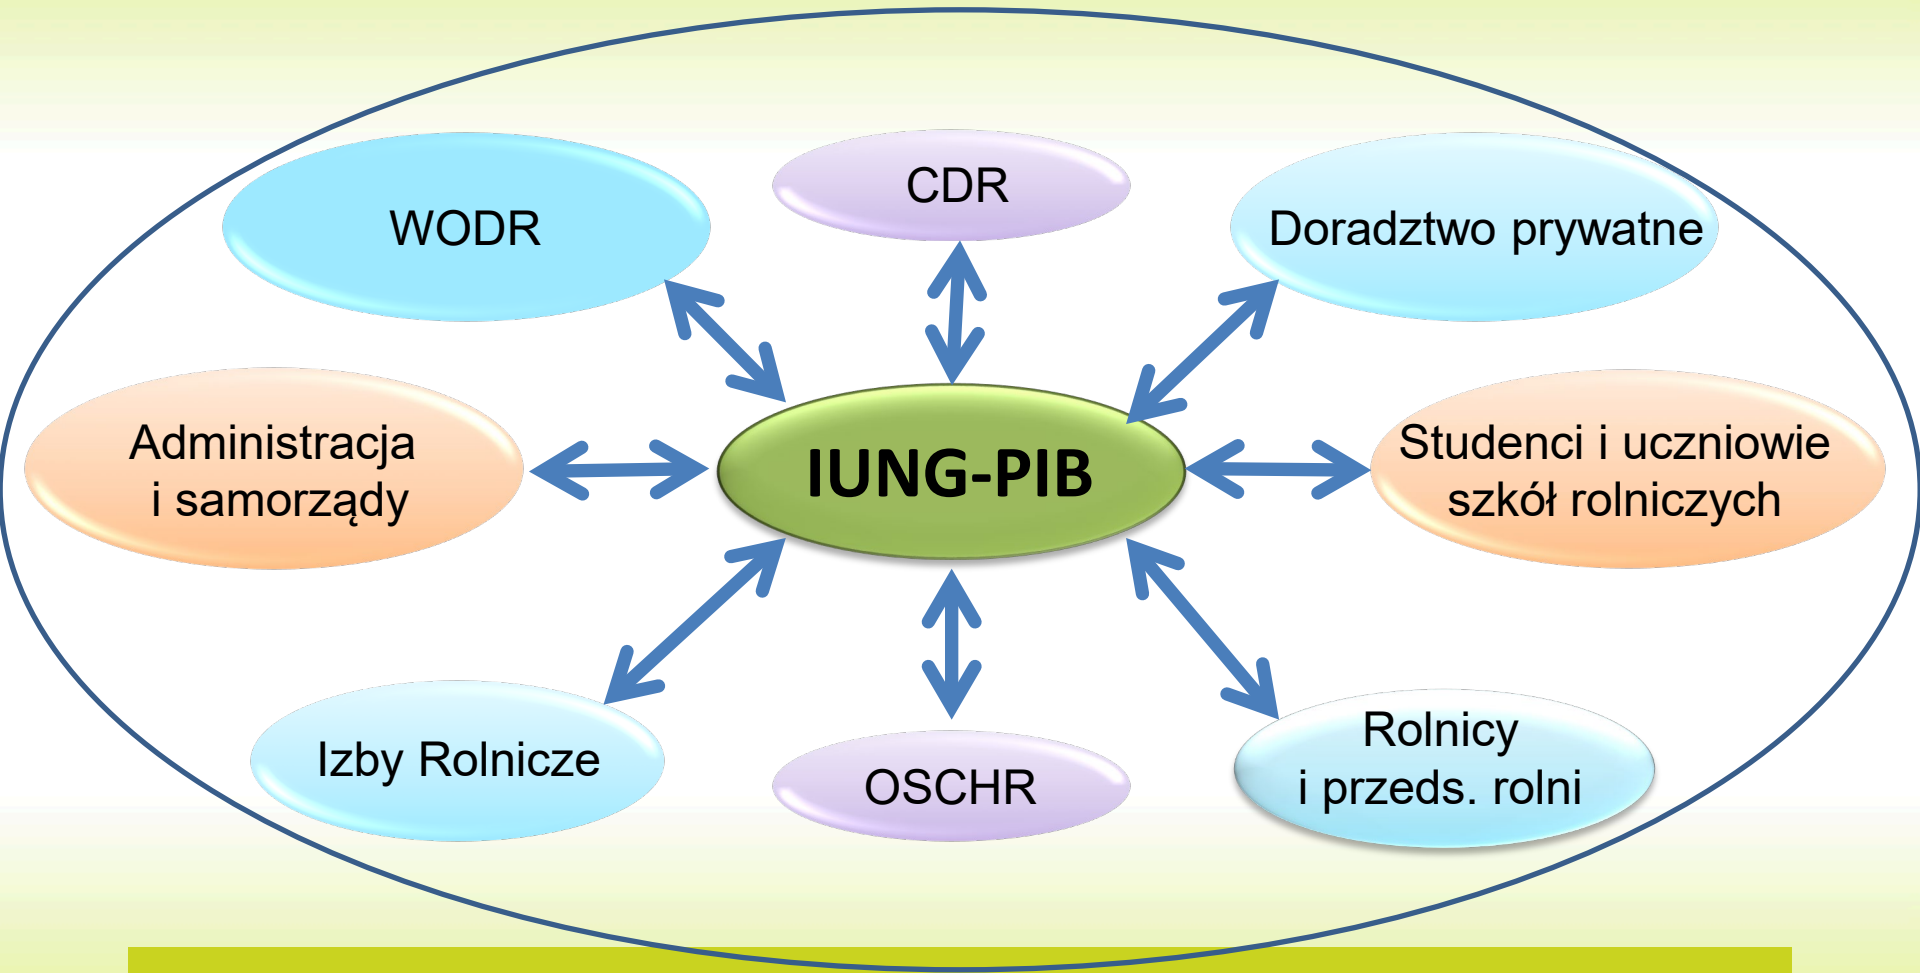 CDR
WODR
Doradztwo prywatne
Administracja
i samorządy
IUNG-PIB
Studenci i uczniowie
szkół rolniczych
Izby Rolnicze
OSCHR
Rolnicy
i przeds. rolni